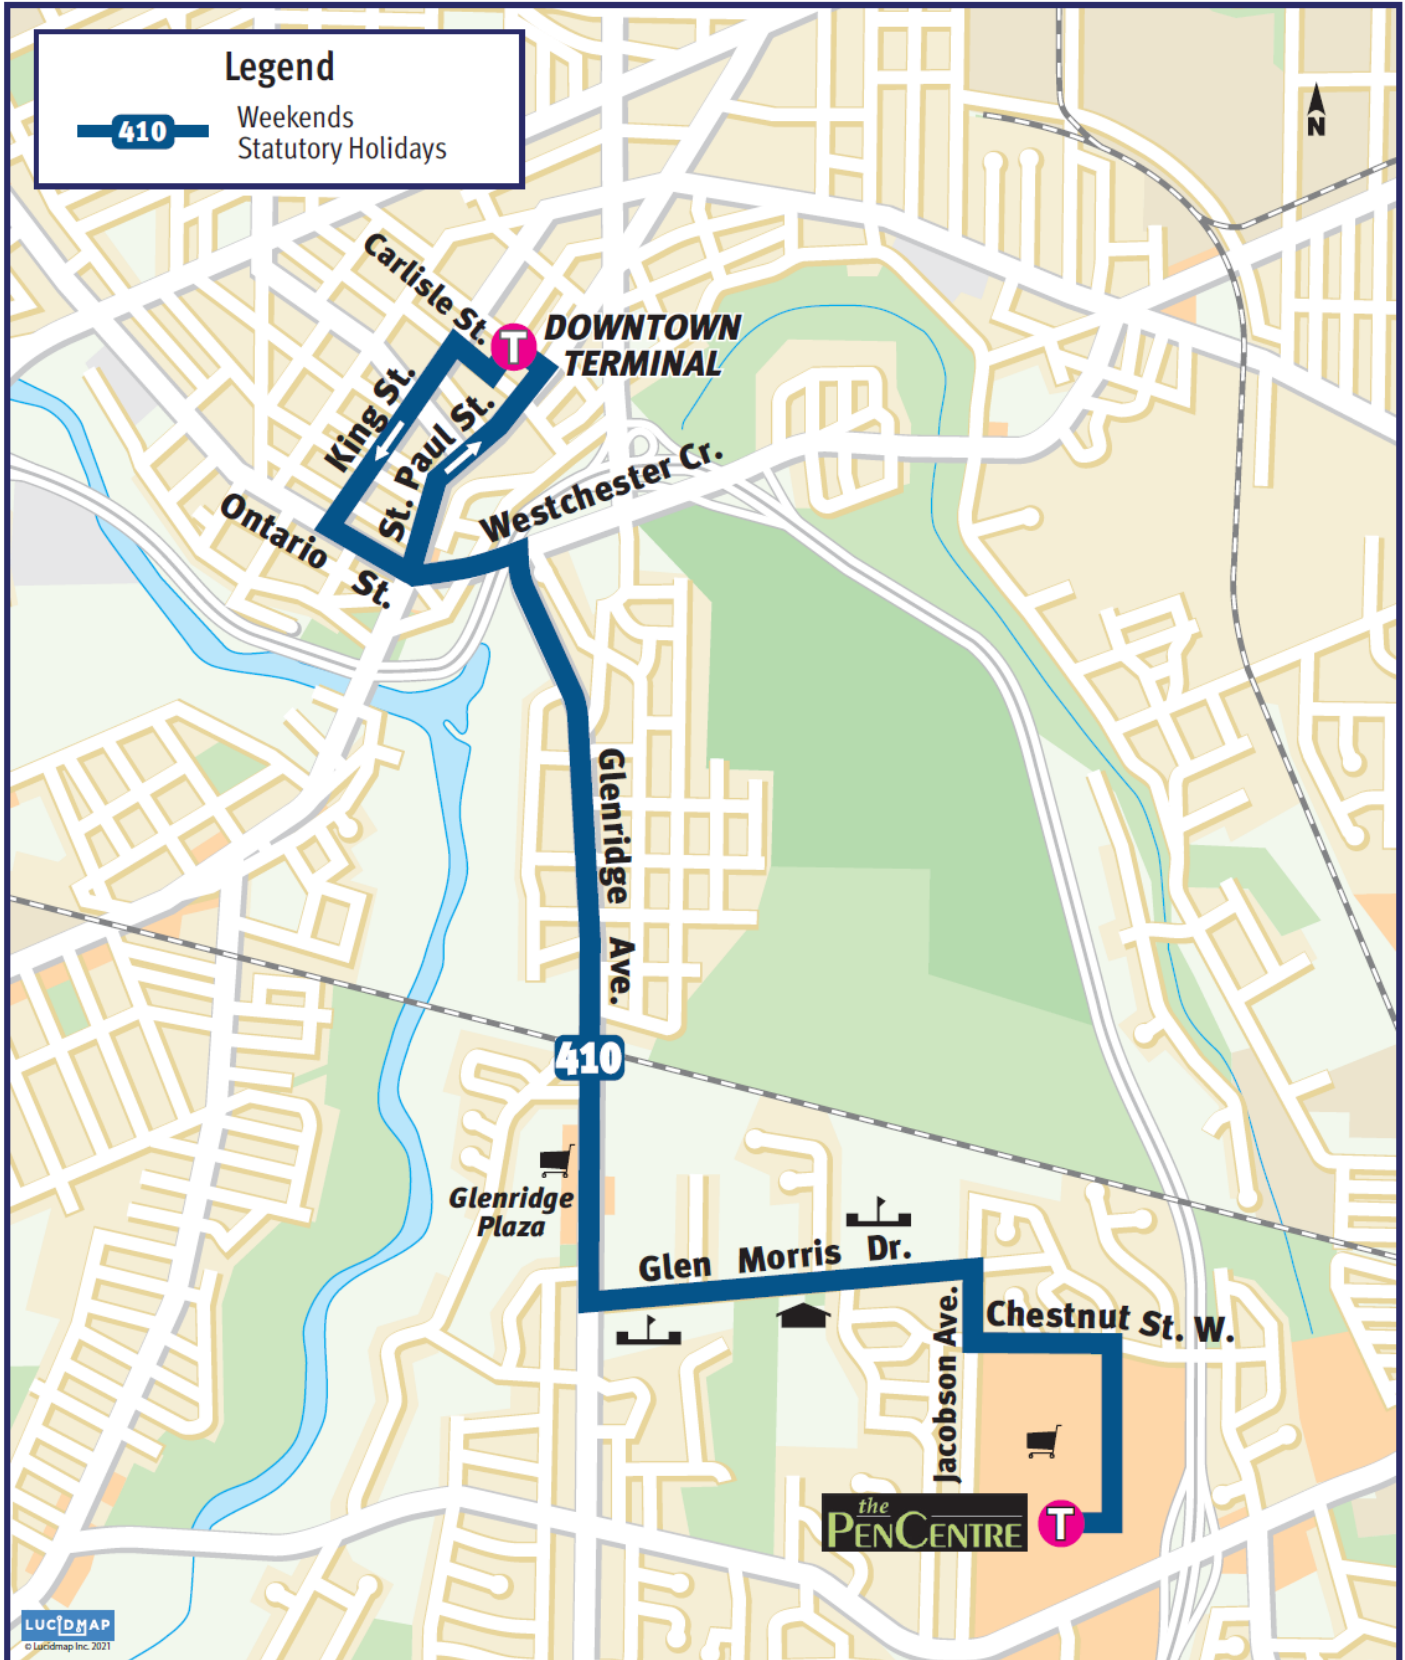 Legend
410
Weekends
Statutory Holidays
N
Carlisle St.
T
DOWNTOWN
TERMINAL
King St.
St. Paul St.
Westchester Cr.
Ontario St.
Glenridge Ave.
410
Glenridge
Plaza
Glen Morris Dr.
Jacobson Ave.
Chestnut St. W.
the
PENCENTRE
T
LUCIDMAP
© Lucidmap Inc. 2021